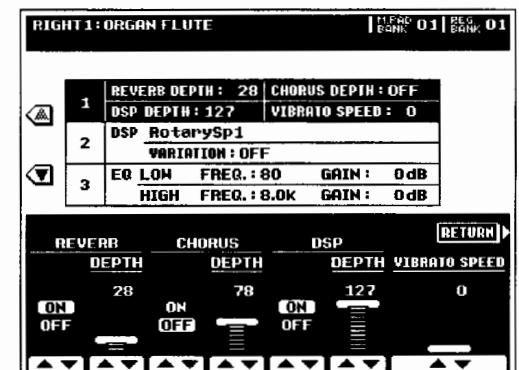 RIGHT1:ORGAN FLUTE M.PAD BANK 01 REG BANK 01
1 REVERB DEPTH: 28 CHORUS DEPTH:OFF
DSP DEPTH:127 VIBRATO SPEED: 0
2 DSP RotarySp1
VARIATION:OFF
3 EQ LOW FREQ.:80 GAIN: 0dB
HIGH FREQ.:8.0k GAIN: 0dB
RETURN
REVERB CHORUS DSP
DEPTH DEPTH DEPTH VIBRATO SPEED
28 78 127 0
ON ON ON
OFF OFF OFF